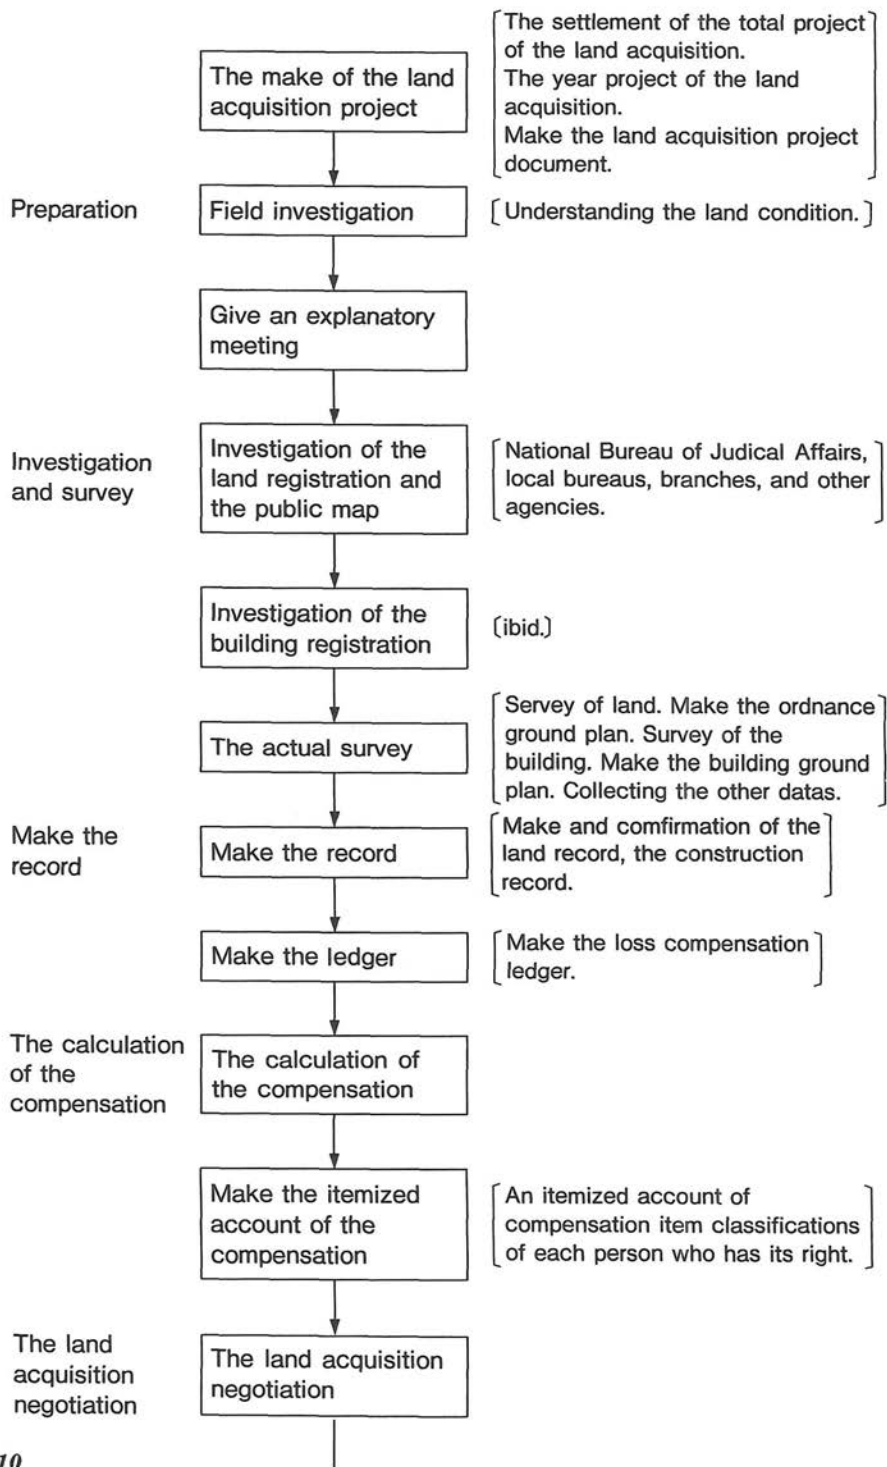 The make of the land
acquisition project
[The settlement of the total project
of the land acquisition.
The year project of the land
acquisition.
Make the land acquisition project
document.]
Preparation
Field investigation
[Understanding the land condition.]
Give an explanatory
meeting
Investigation
and survey
Investigation of the
land registration and
the public map
[National Bureau of Judical Affairs,
local bureaus, branches, and other
agencies.]
Investigation of the
building registration
[ibid.]
The actual survey
[Servey of land. Make the ordnance
ground plan. Survey of the
building. Make the building ground
plan. Collecting the other datas.]
Make the
record
Make the record
[Make and comfirmation of the
land record, the construction
record.]
Make the ledger
[Make the loss compensation
ledger.]
The calculation
of the
compensation
The calculation of
the compensation
Make the itemized
account of the
compensation
[An itemized account of
compensation item classifications
of each person who has its right.]
The land
acquisition
negotiation
The land acquisition
negotiation
10